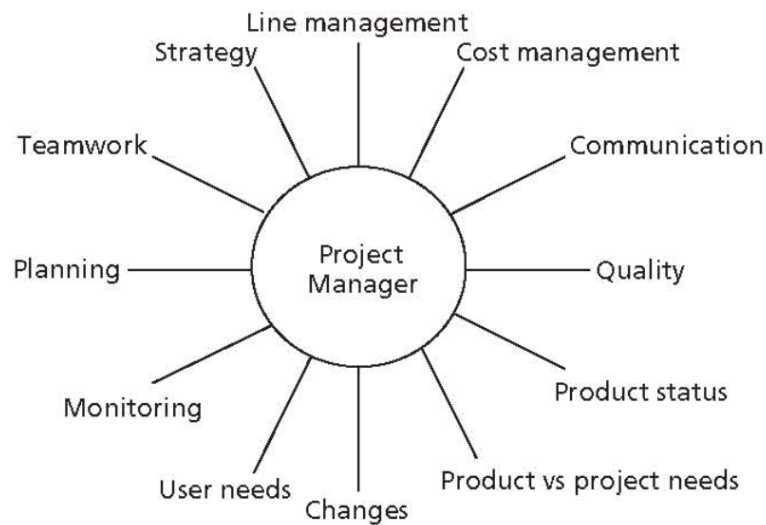 Line management
Strategy
Cost management
Teamwork
Communication
Project
Manager
Planning
Quality
Product status
Monitoring
Product vs project needs
User needs
Changes